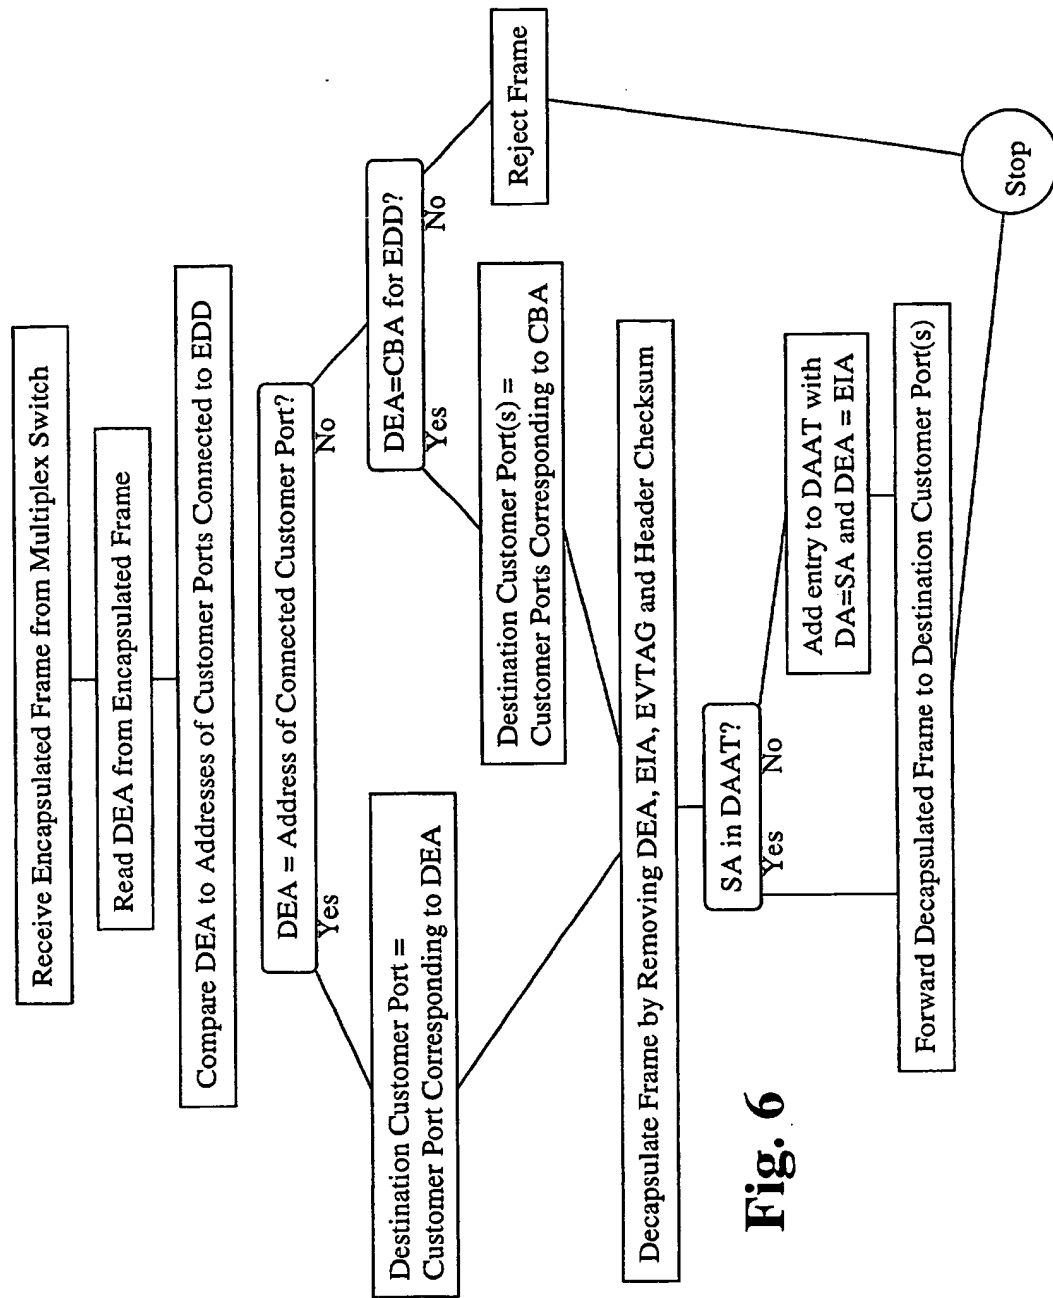 Receive Encapsulated Frame from Multiplex Switch
Read DEA from Encapsulated Frame
Compare DEA to Addresses of Customer Ports Connected to EDD
DEA = Address of Connected Customer Port?
Yes
No
DEA=CBA for EDD?
Yes
No
Destination Customer Port =
Customer Port Corresponding to DEA
Destination Customer Port(s) =
Customer Ports Corresponding to CBA
Reject Frame
Decapsulate Frame by Removing DEA, EIA, EVTAG and Header Checksum
SA in DAAT?
Yes
No
Add entry to DAAT with
DA=SA and DEA = EIA
Forward Decapsulated Frame to Destination Customer Port(s)
Stop
Fig. 6